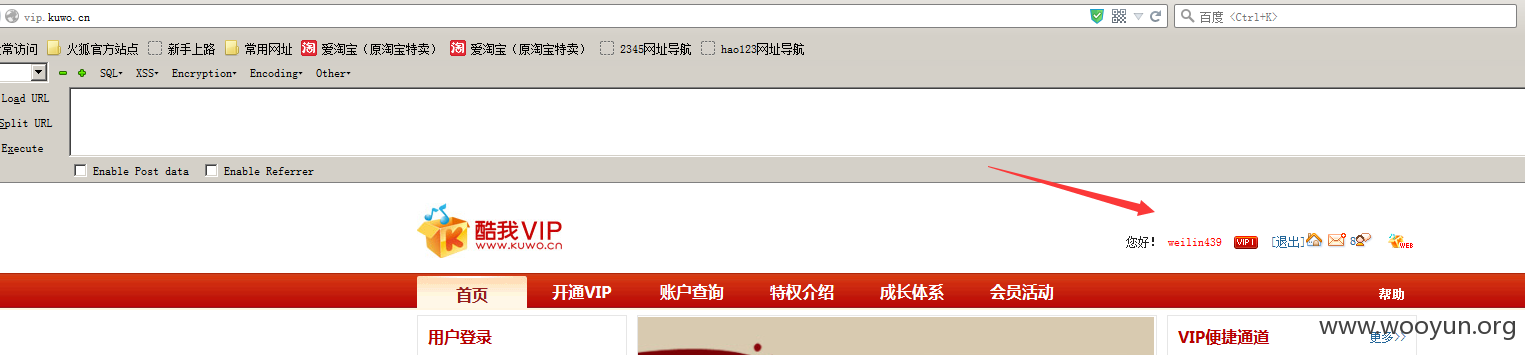 vip.kuwo.cn 百度 <Ctrl+K>
常访问 火狐官方站点 新手上路 常用网址 淘 爱淘宝（原淘宝特卖） 淘 爱淘宝（原淘宝特卖） 2345网址导航 hao123网址导航
SQL XSS Encryption Encoding Other
Load URL
Split URL
Execute
Enable Post data Enable Referrer
酷我VIP
www.kuwo.cn
您好! weilin439 VIP1 [退出] 8 WEB
首页 开通VIP 账户查询 特权介绍 成长体系 会员活动 帮助
用户登录 VIP便捷通道 更多>>
www.wooyun.org